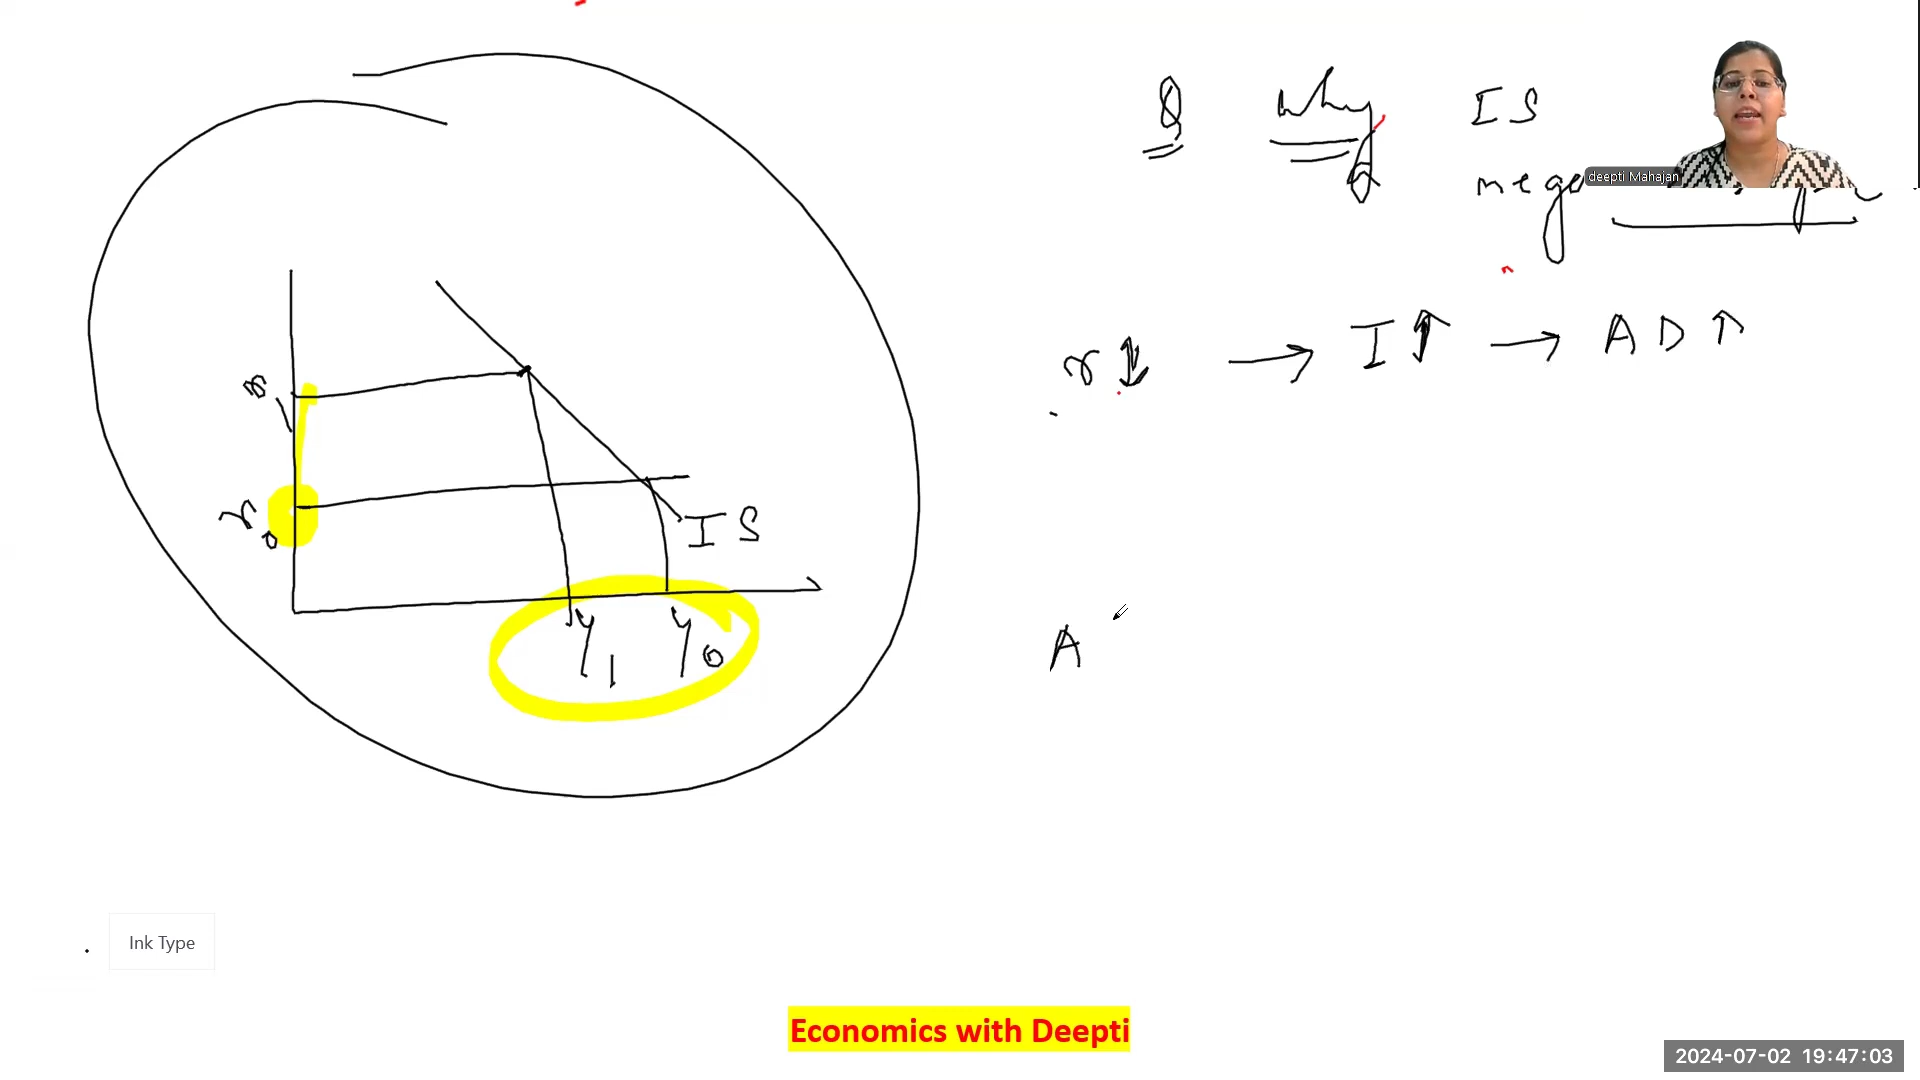 Q Why IS
deepti Mahajan
r↓ → I↑ → AD↑
r
r₀
IS
Y₁ Y₀
A
Ink Type
Economics with Deepti
2024-07-02 19:47:03